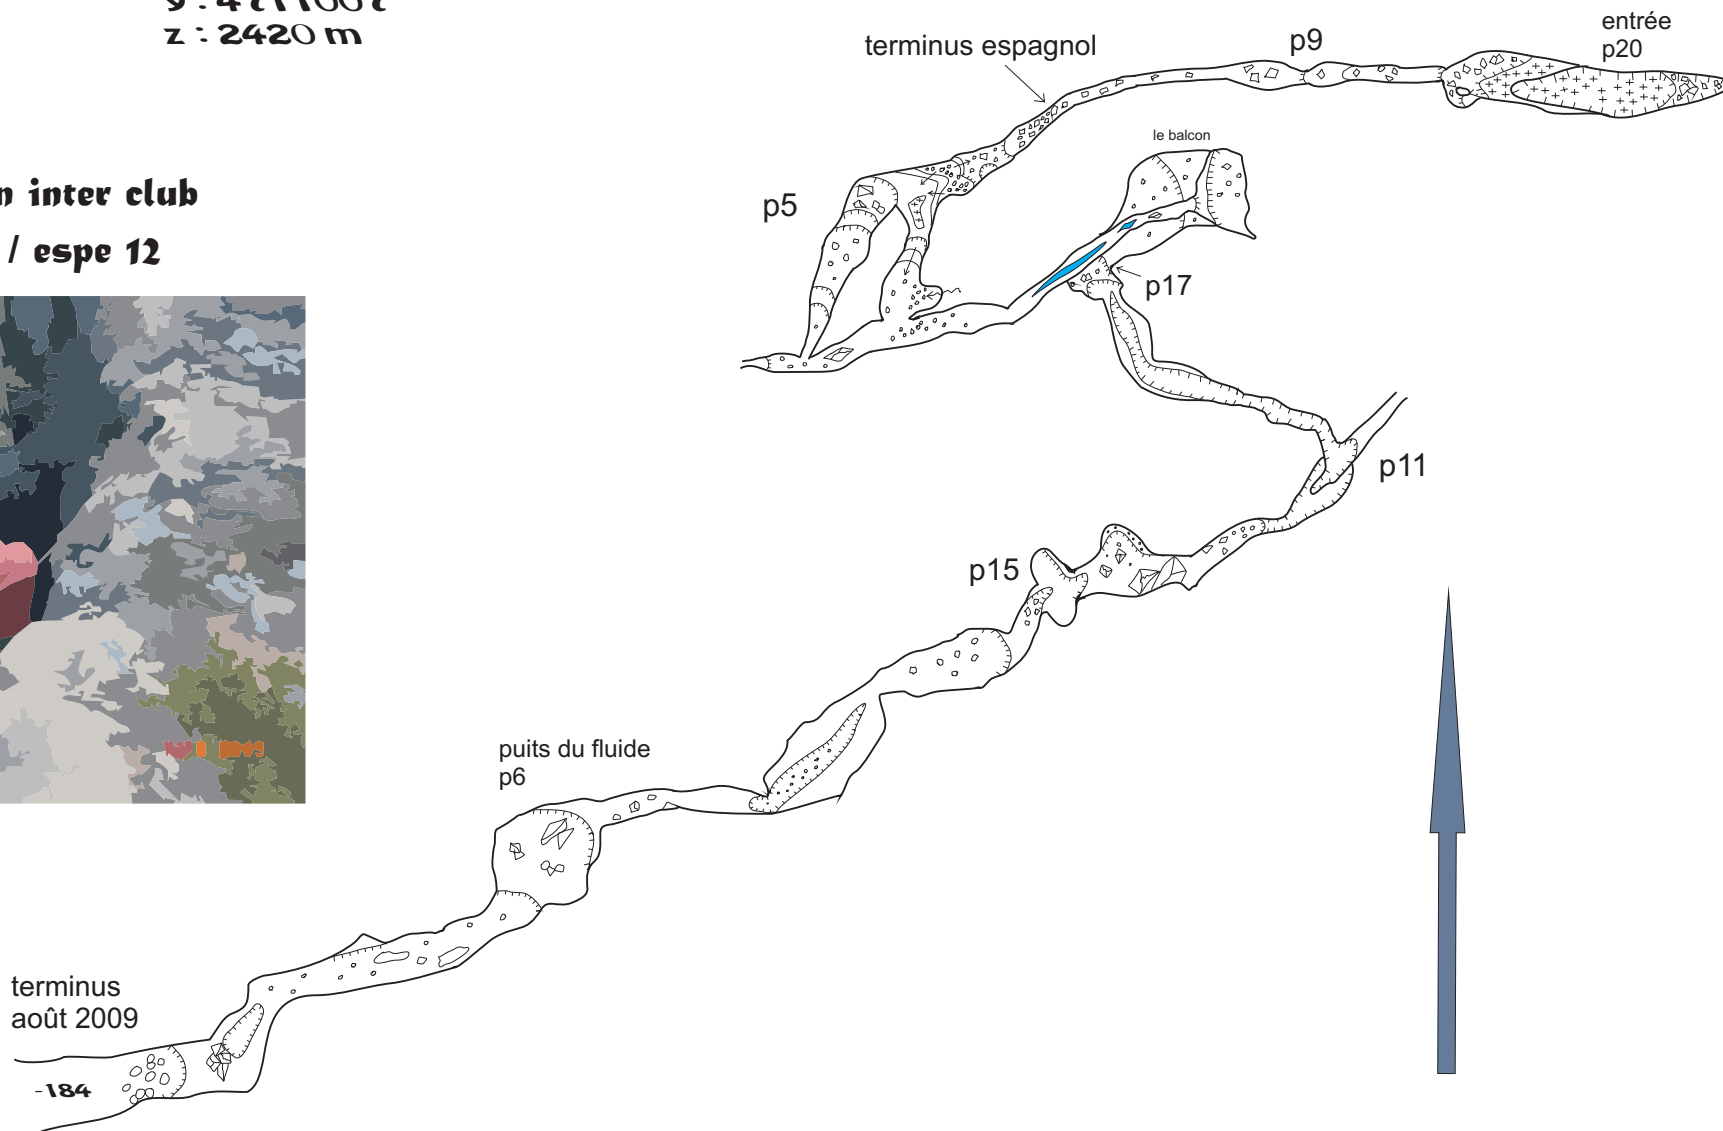 z : 2420 m
inter club
/ espe 12
terminus espagnol
p9
entrée
p20
le balcon
p5
p17
p11
p15
puits du fluide
p6
terminus
août 2009
-184